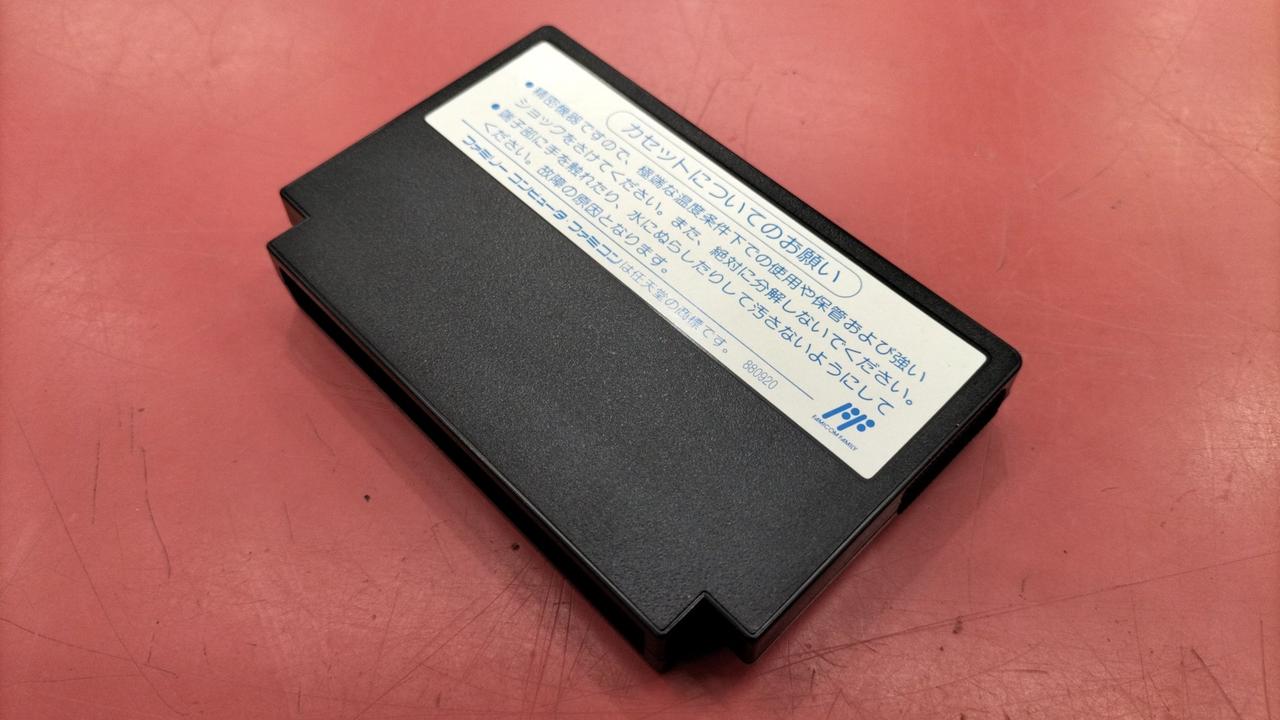 カセットについてのお願い
●精密機器ですので、極端な温度条件下での使用や保管および強い
ショックをさけてください。また、絶対に分解しないでください。
●端子部に手を触れたり、水にぬらしたりして汚さないようにして
ください。故障の原因となります。
ファミリーコンピュータ・ファミコンは任天堂の商標です。 880920
FAMICOM FAMILY